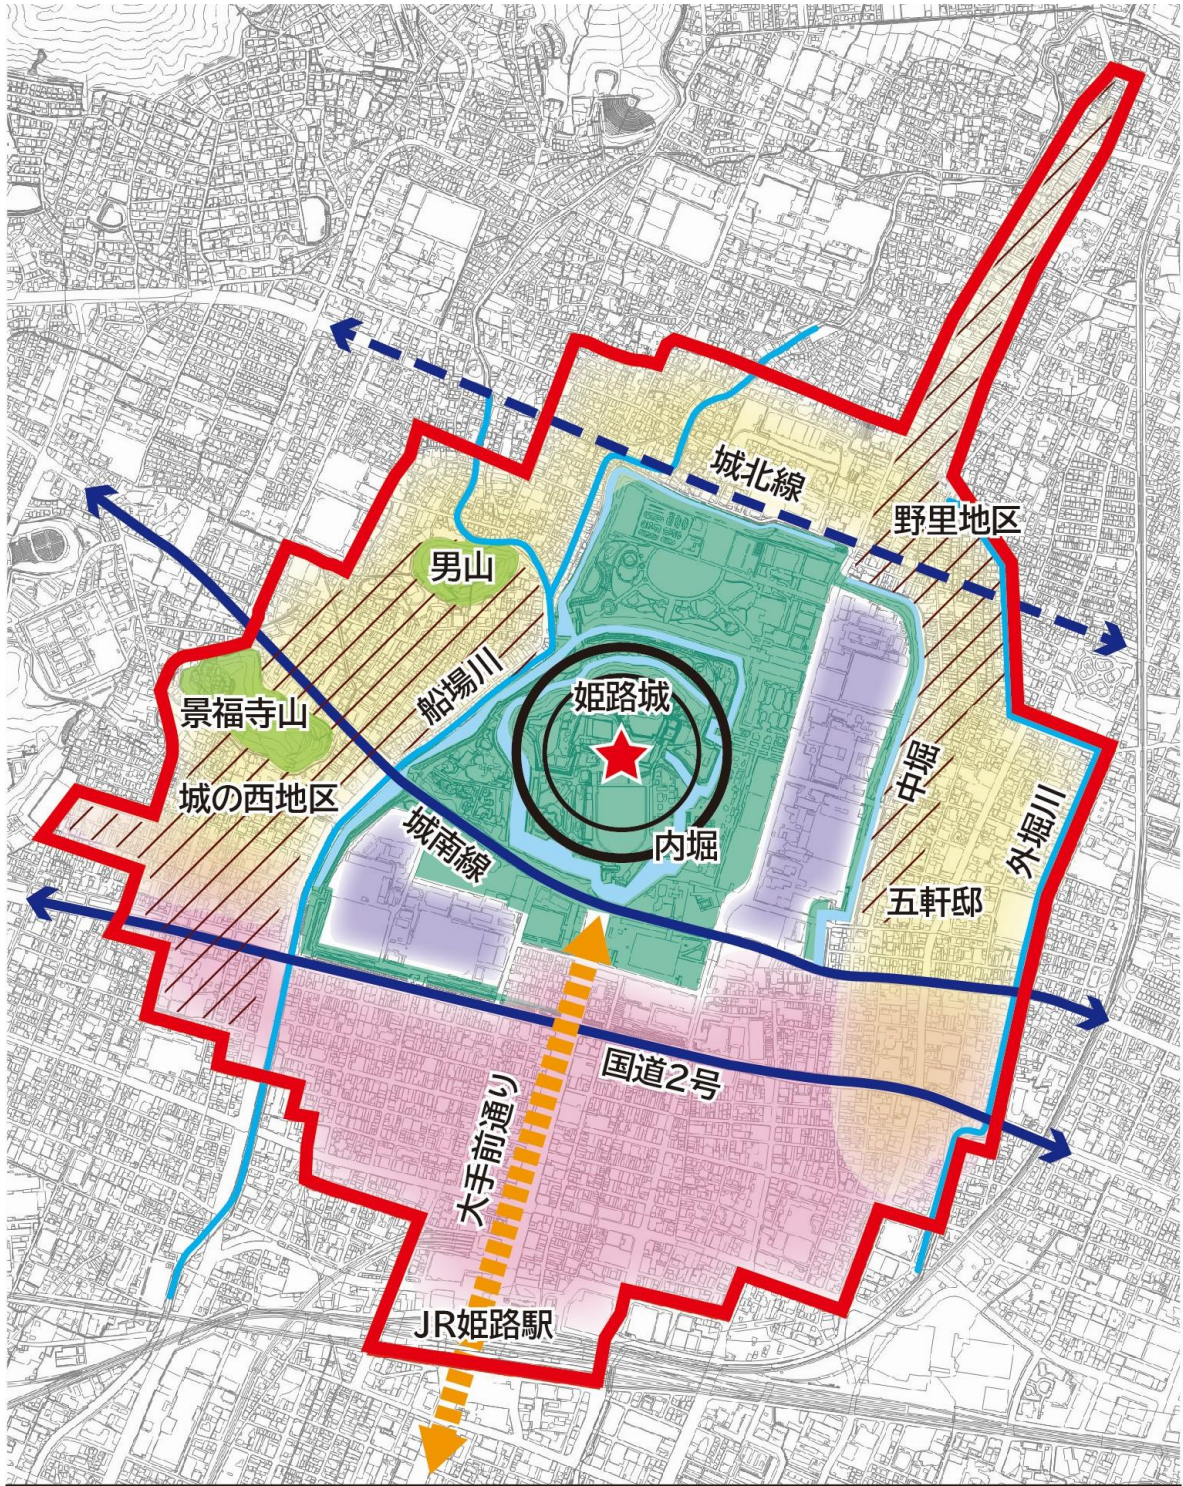 城北線
野里地区
男山
船場川
姫路城
景福寺山
中堀
城の西地区
外堀川
城南線
内堀
五軒邸
国道2号
大手前通り
JR姫路駅